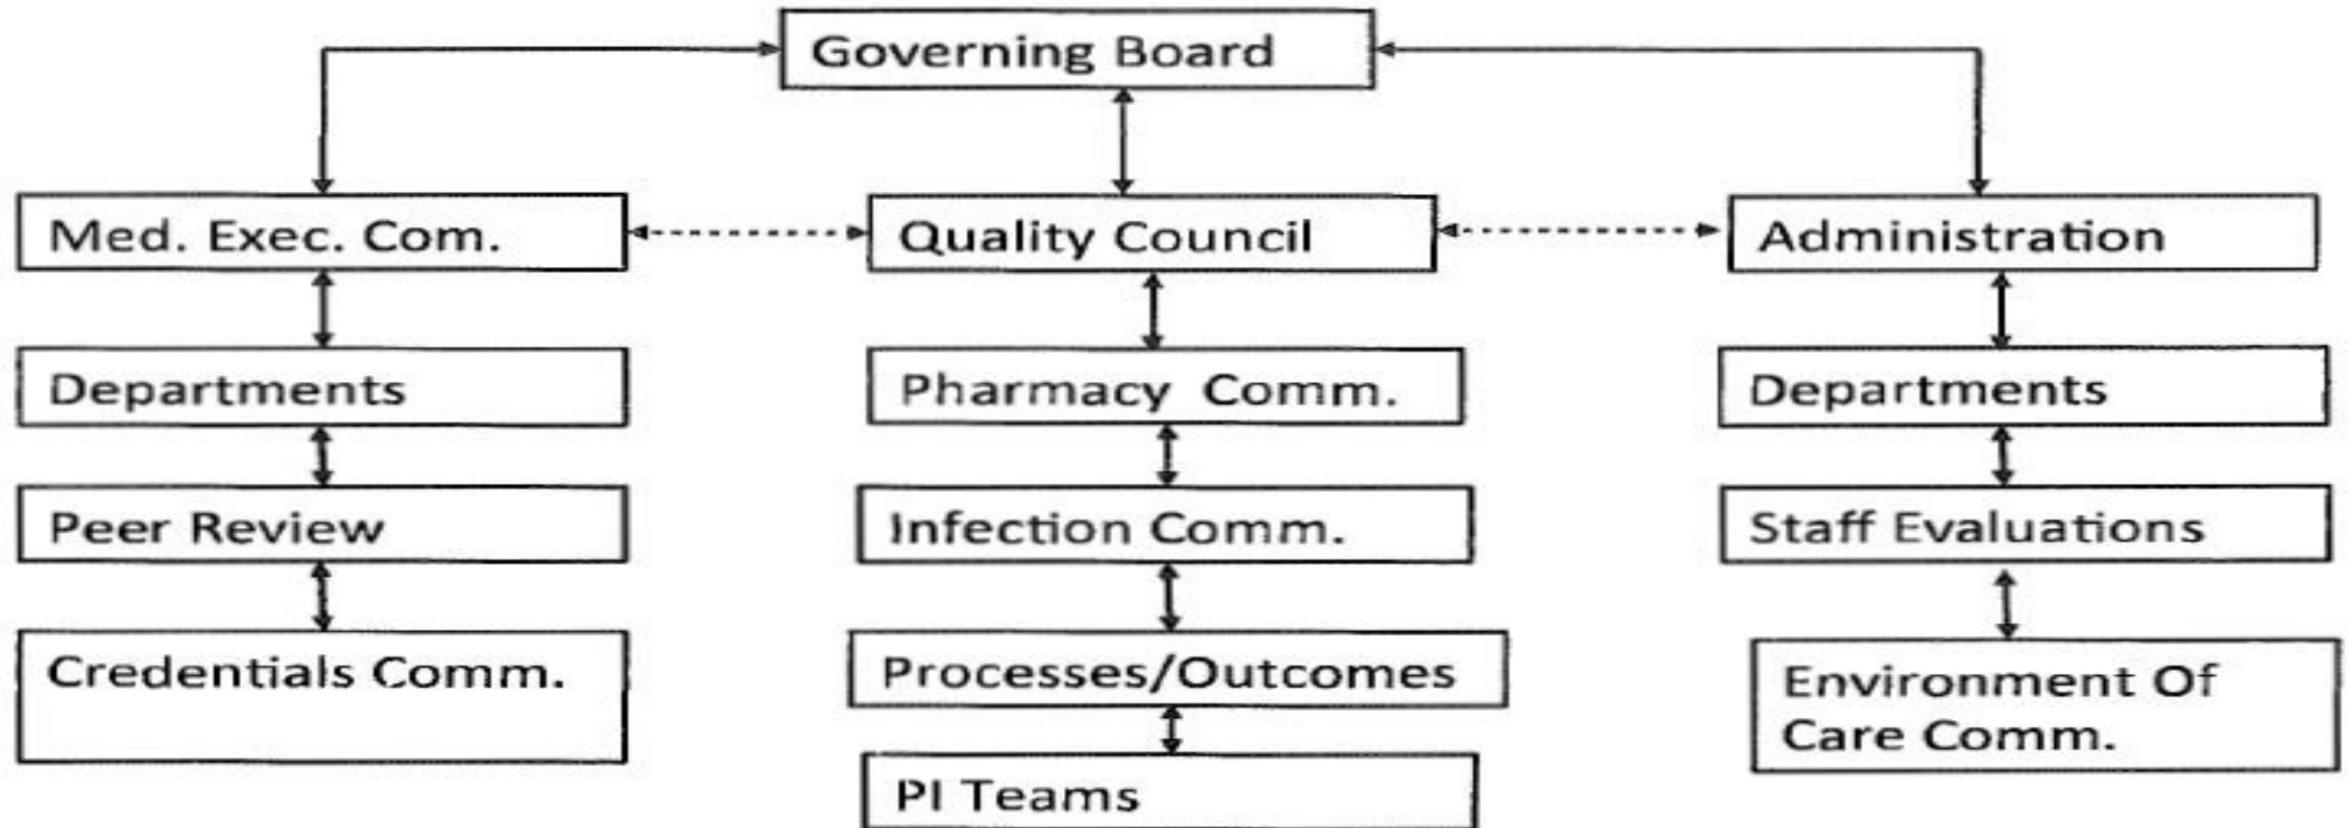 Governing Board
Med. Exec. Com.
Quality Council
Administration
Departments
Pharmacy Comm.
Departments
Peer Review
Infection Comm.
Staff Evaluations
Credentials Comm.
Processes/Outcomes
Environment Of
Care Comm.
PI Teams